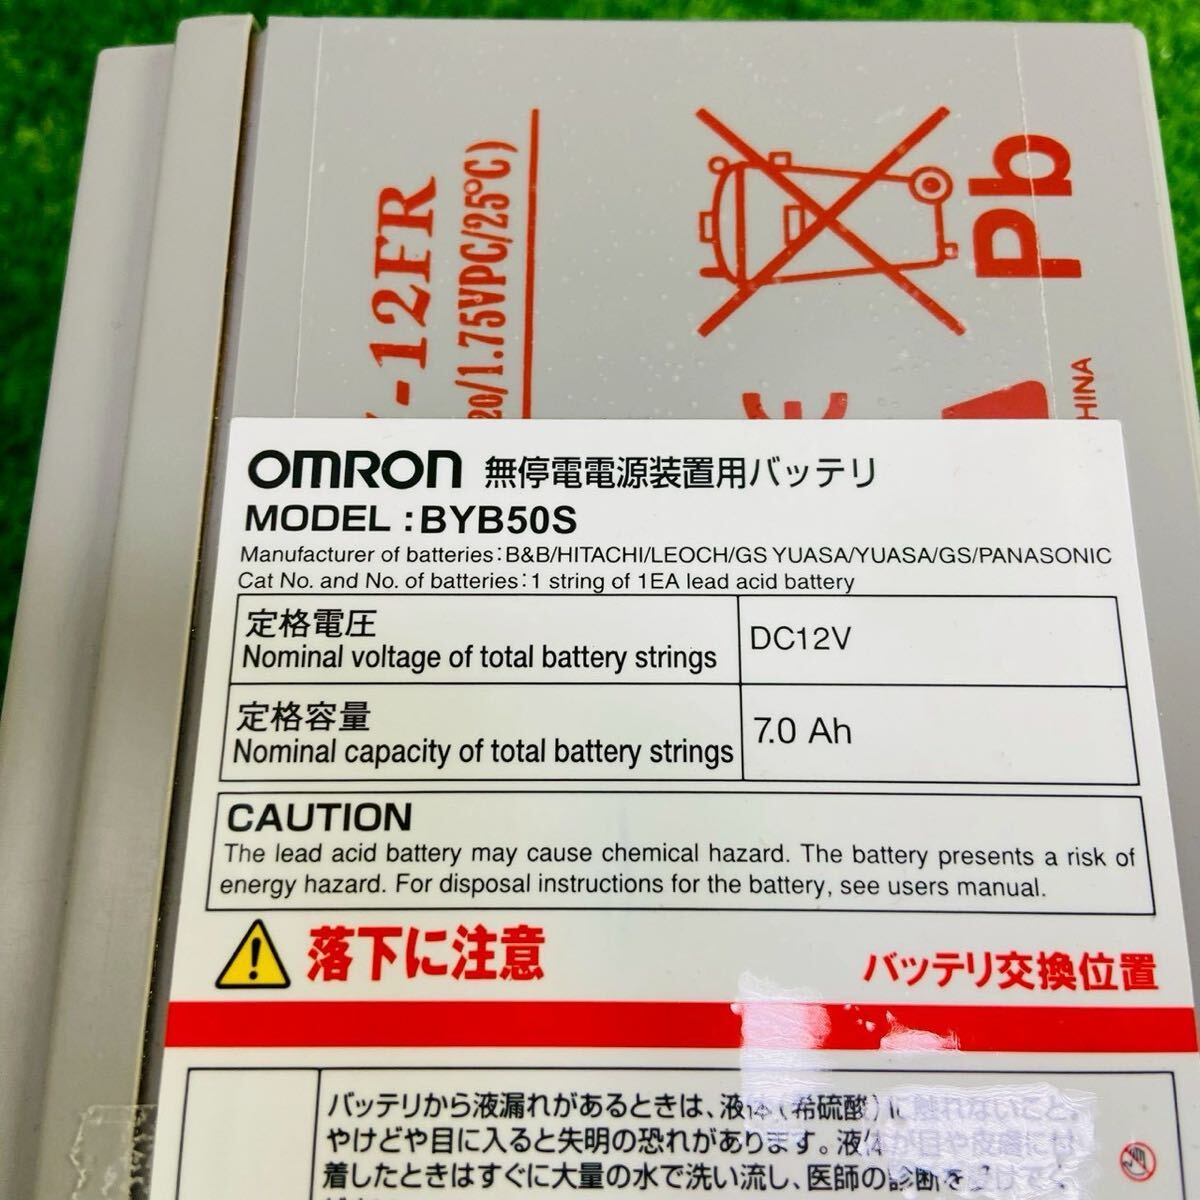 -12FR
20/1.75VPC/25℃)
Pb
CHINA
OMRON 無停電電源装置用バッテリ
MODEL : BYB50S
Manufacturer of batteries:B&B/HITACHI/LEOCH/GS YUASA/YUASA/GS/PANASONIC
Cat No. and No. of batteries:1 string of 1EA lead acid battery
定格電圧
Nominal voltage of total battery strings
DC12V
定格容量
Nominal capacity of total battery strings
7.0 Ah
CAUTION
The lead acid battery may cause chemical hazard. The battery presents a risk of
energy hazard. For disposal instructions for the battery, see users manual.
落下に注意
バッテリ交換位置
バッテリから液漏れがあるときは、液体(希硫酸)に触れないこと。
やけどや目に入ると失明の恐れがあります。液体が目や皮膚に付
着したときはすぐに大量の水で洗い流し、医師の診断を受けてく